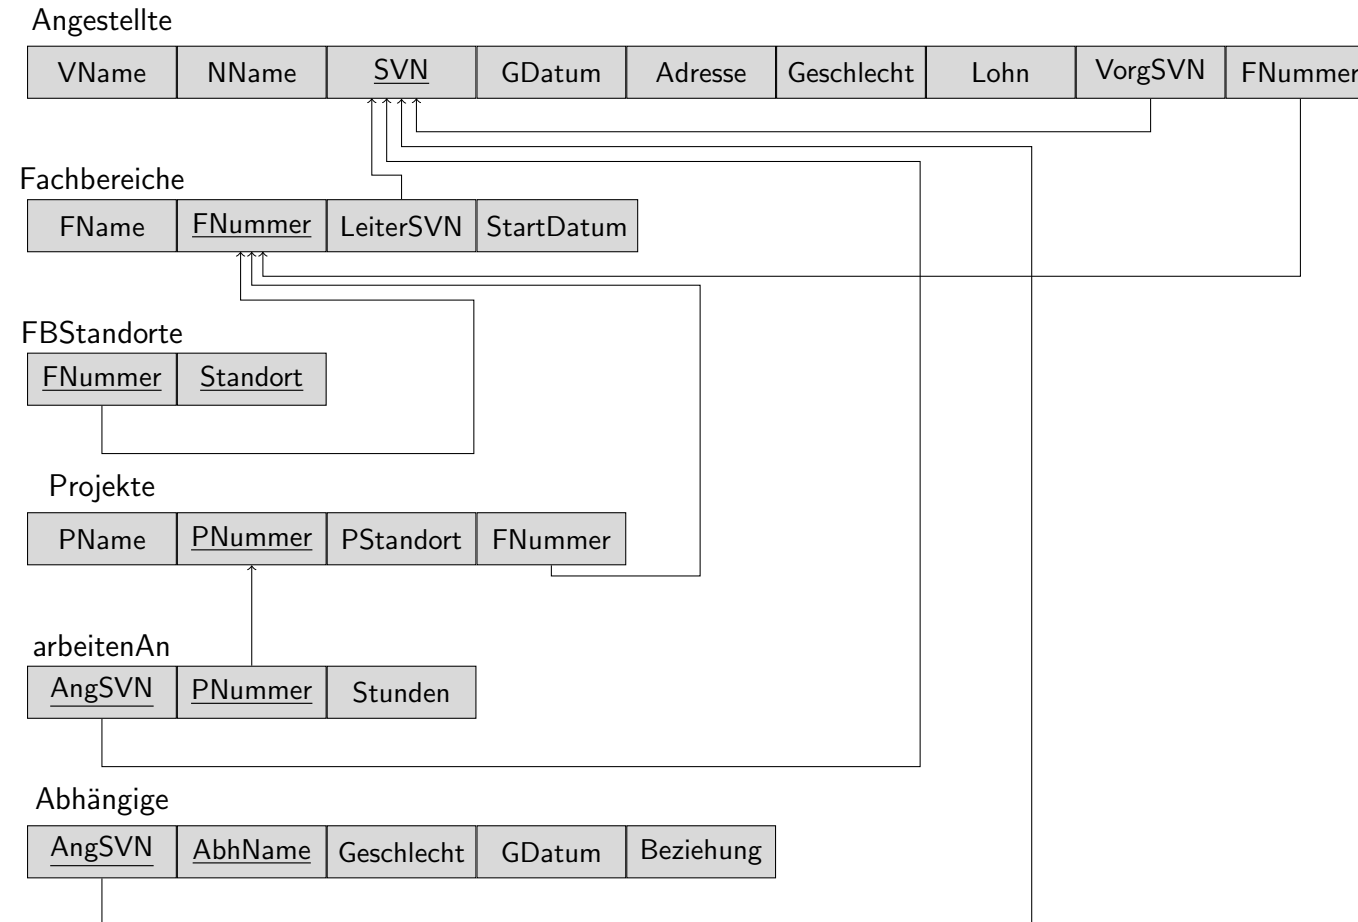 Angestellte
VName NName SVN GDatum Adresse Geschlecht Lohn VorgSVN FNummer
Fachbereiche
FName FNummer LeiterSVN StartDatum
FBStandorte
FNummer Standort
Projekte
PName PNummer PStandort FNummer
arbeitenAn
AngSVN PNummer Stunden
Abhängige
AngSVN AbhName Geschlecht GDatum Beziehung